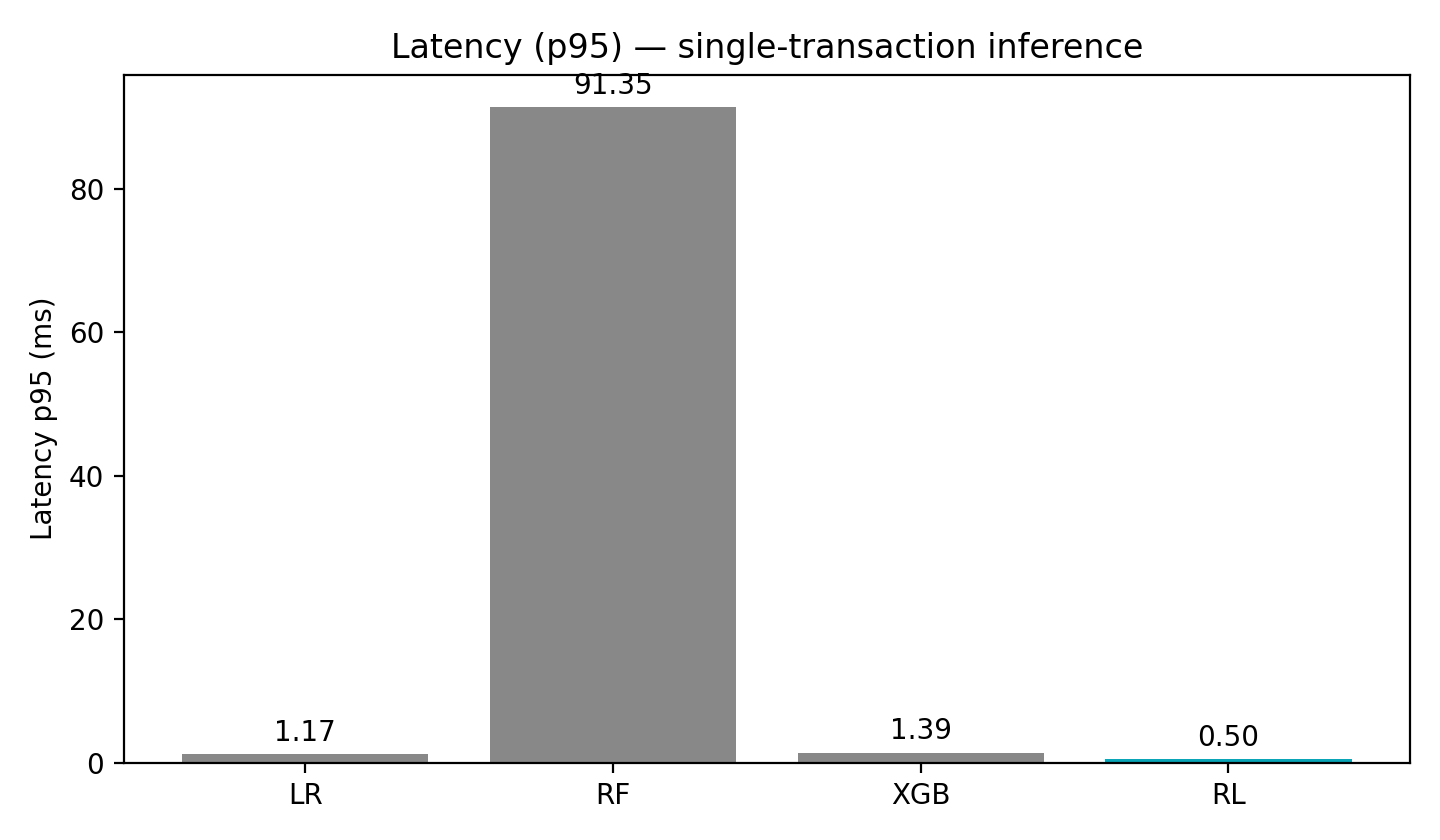 Latency (p95) — single-transaction inference
91.35
80
60
40
20
0
Latency p95 (ms)
1.17
1.39
0.50
LR
RF
XGB
RL